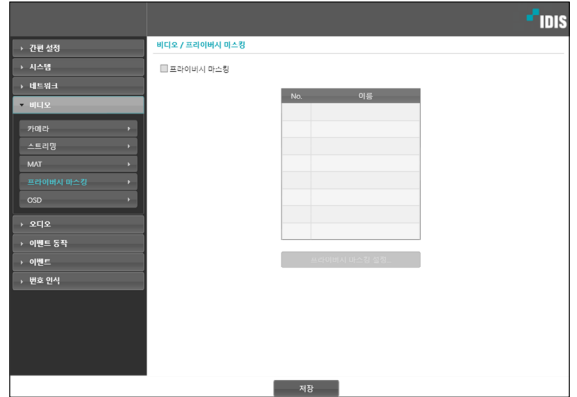 IDIS
간편 설정
시스템
네트워크
비디오
카메라
스트리밍
MAT
프라이버시 마스킹
OSD
오디오
이벤트 동작
이벤트
번호 인식
비디오 / 프라이버시 마스킹
프라이버시 마스킹
No. 이름
프라이버시 마스킹 설정...
저장